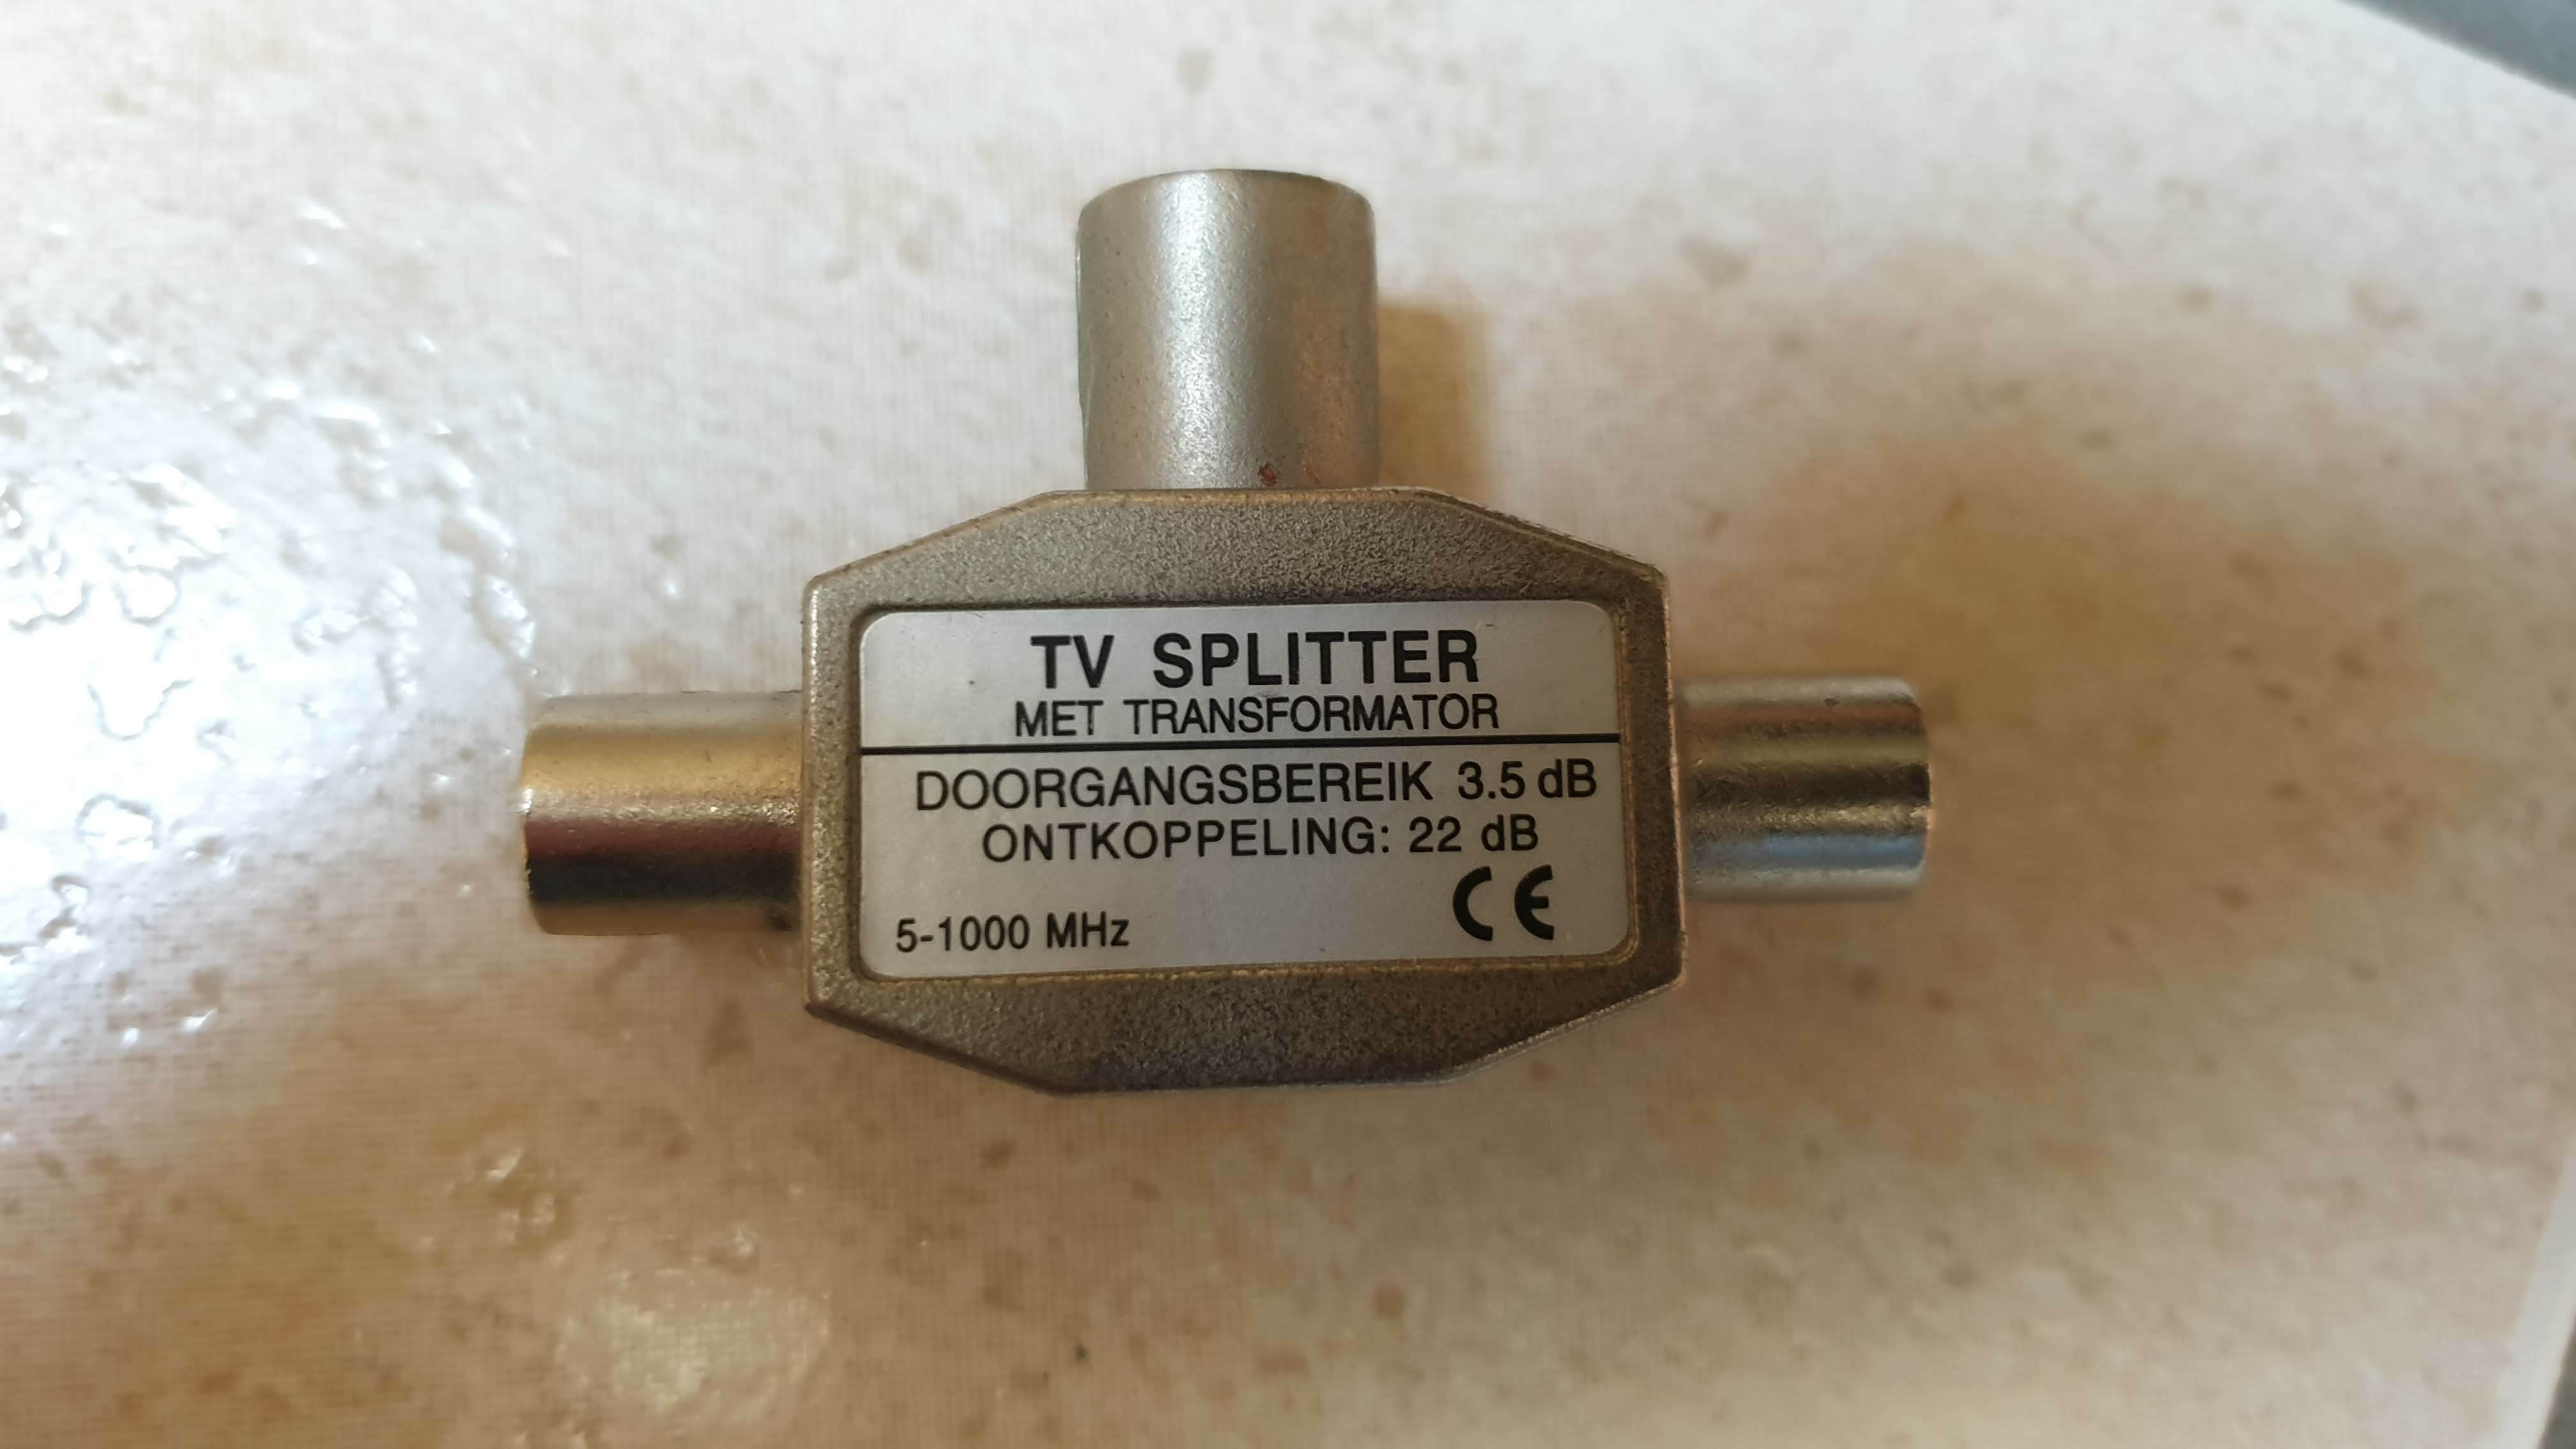 TV SPLITTER
MET TRANSFORMATOR
DOORGANGSBEREIK 3.5 dB
ONTKOPPELING: 22 dB
5-1000 MHz CE